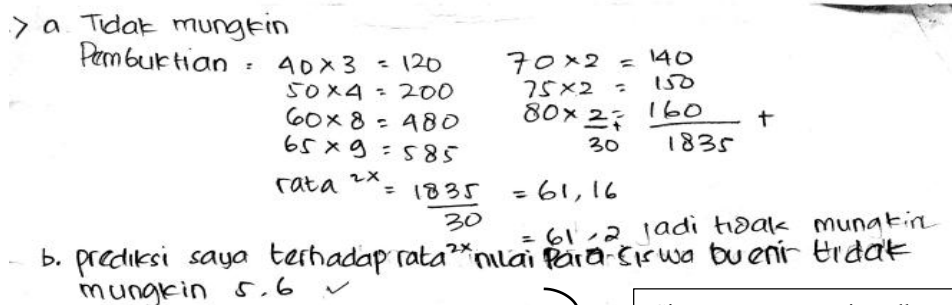 > a Tidak mungkin
Pembuktian : 40 x 3 = 120 70 x 2 = 140
50 x 4 = 200 75 x 2 = 150
60 x 8 = 480 80 x 2 = 160 +
65 x 9 = 585 30 1835
rata 2x = 1835 = 61,16
30
= 61,2 jadi tidak mungkin
b. prediksi saya terhadap rata 2x nilai para siswa bu enir tidak
mungkin 5.6 ✓